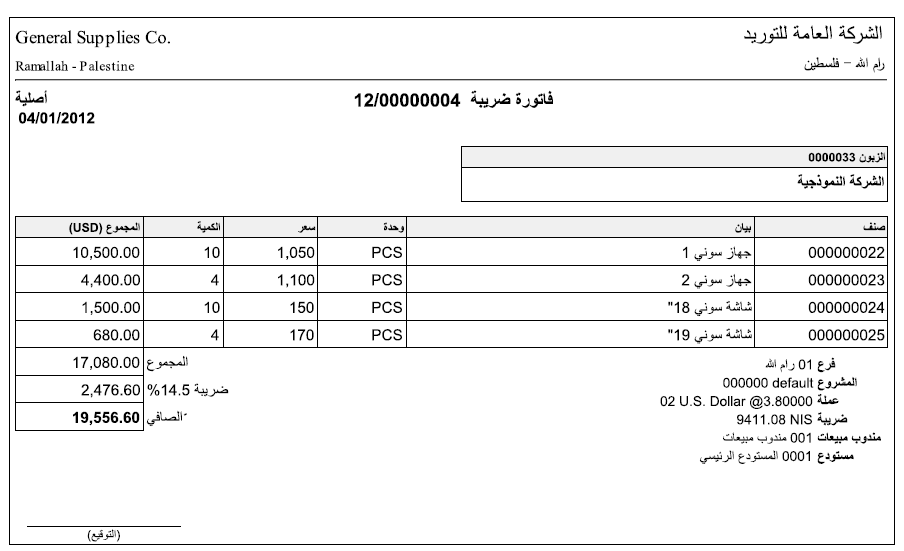 الشركة العامة للتوريد General Supplies Co.
رام الله - فلسطين Ramallah - Palestine
فاتورة ضريبة 12/00000004 أصلية
04/01/2012
الزبون 0000033
الشركة النموذجية
صنف بيان وحدة سعر الكمية المجموع (USD)
000000022 جهاز سوني 1 PCS 1,050 10 10,500.00
000000023 جهاز سوني 2 PCS 1,100 4 4,400.00
000000024 شاشة سوني 18" PCS 150 10 1,500.00
000000025 شاشة سوني 19" PCS 170 4 680.00
المجموع 17,080.00
ضريبة 14.5% 2,476.60
الصافي 19,556.60
فرع 01 رام الله
المشروع 000000 default
عملة 02 U.S. Dollar @3.80000
ضريبة 9411.08 NIS
مندوب مبيعات 001 مندوب مبيعات
مستودع 0001 المستودع الرئيسي
(التوقيع)